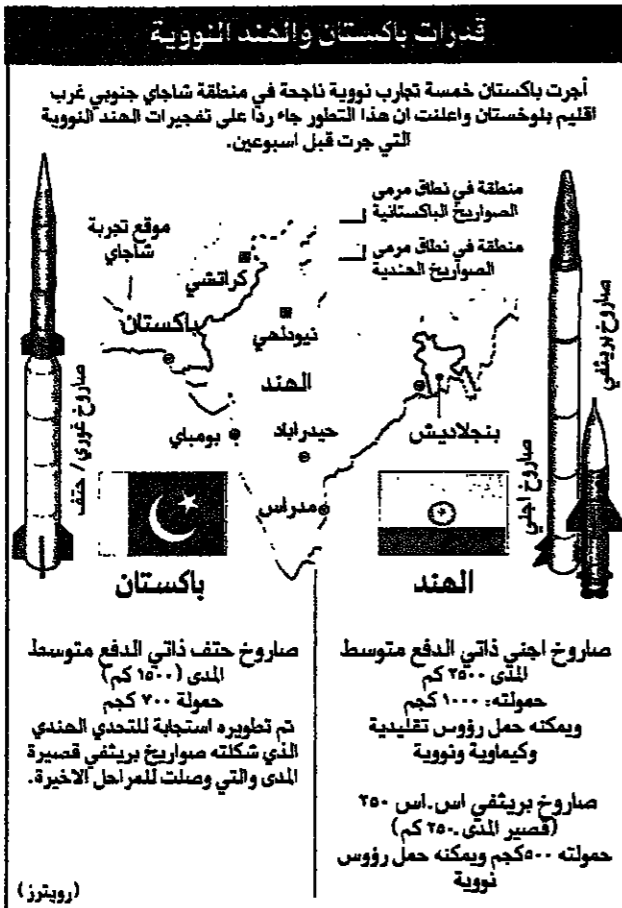 قدرات باكستان والهند النووية
أجرت باكستان خمسة تجارب نووية ناجحة في منطقة شاجاي جنوبي غرب
اقليم بلوخستان واعلنت ان هذا التطور جاء ردا على تفجيرات الهند النووية
التي جرت قبل اسبوعين.
منطقة في نطاق مرمى
الصواريخ الباكستانية
منطقة في نطاق مرمى
الصواريخ الهندية
موقع تجربة
شاجاي
كراتشي
باكستان
نيودلهي
الهند
بنجلاديش
حيدراباد
بومباي
مدراس
صاروخ بريثفي
صاروخ اجني
صاروخ غوري/ حتف
الهند
باكستان
صاروخ اجني ذاتي الدفع متوسط
المدى ٢٥٠٠ كم
حمولته: ١٠٠٠ كجم
ويمكنه حمل رؤوس تقليدية
وكيماوية ونووية
صاروخ بريثفي اس.اس ٢٥٠
(قصير المدى ـ٢٥٠ كم)
حمولته ٥٠٠كجم ويمكنه حمل رؤوس
نووية
صاروخ حتف ذاتي الدفع متوسط
المدى (١٥٠٠ كم)
حمولة ٧٠٠ كجم
تم تطويره استجابة للتحدي الهندي
الذي شكلته صواريخ بريثفي قصيرة
المدى والتي وصلت للمراحل الاخيرة.
(رويترز)